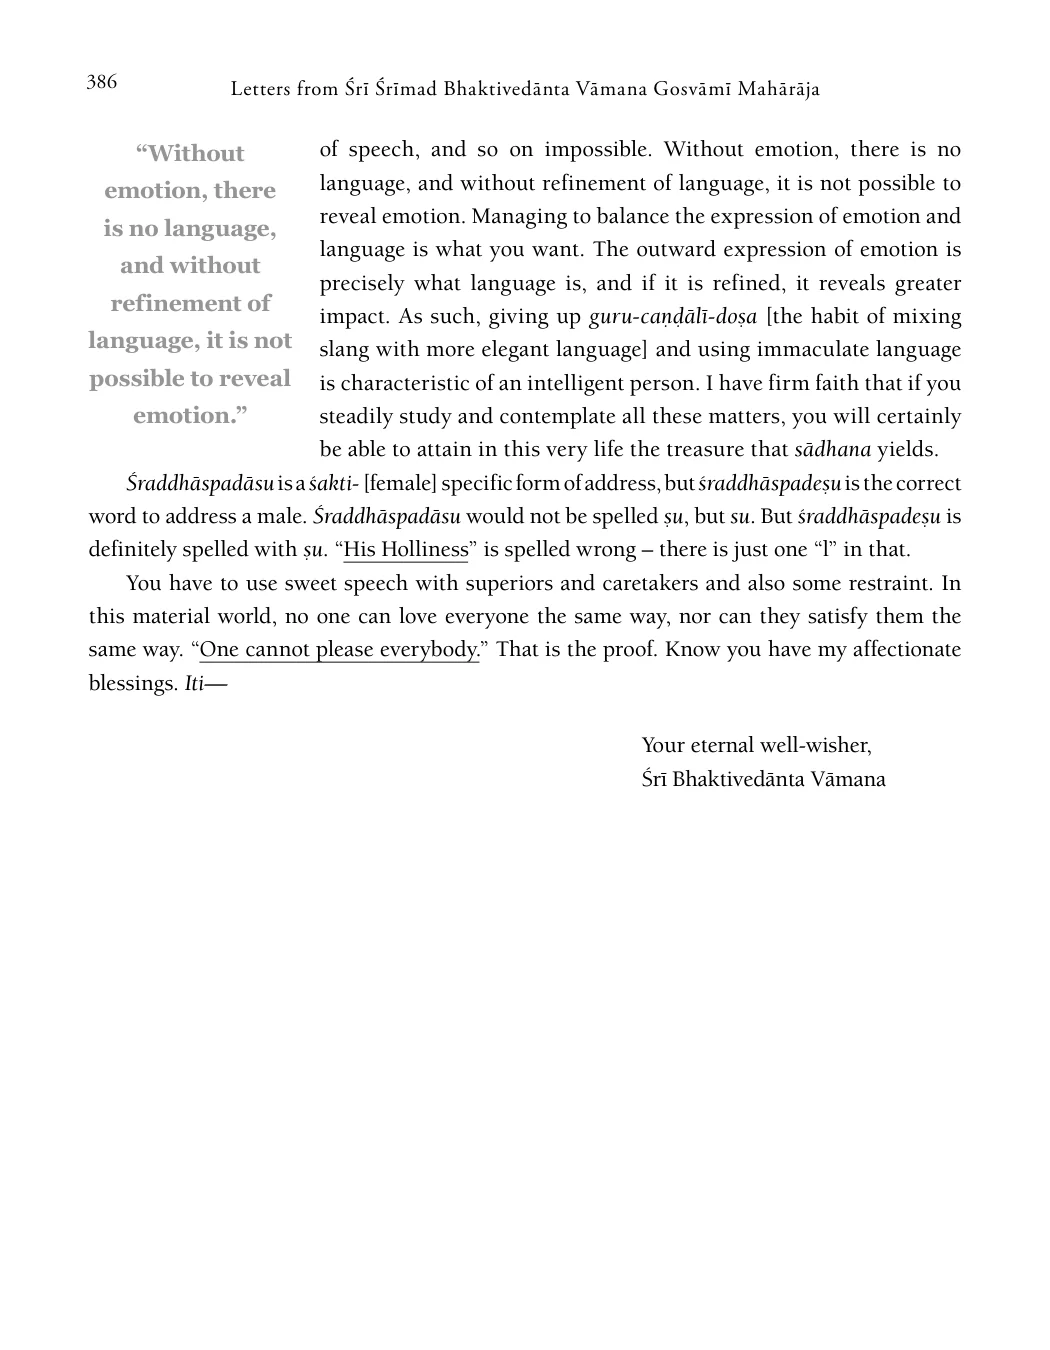 386
Letters from Śrī Śrīmad Bhaktivedānta Vāmana Gosvāmī Mahārāja
“Without
emotion, there
is no language,
and without
refinement of
language, it is not
possible to reveal
emotion.”
of speech, and so on impossible. Without emotion, there is no
language, and without refinement of language, it is not possible to
reveal emotion. Managing to balance the expression of emotion and
language is what you want. The outward expression of emotion is
precisely what language is, and if it is refined, it reveals greater
impact. As such, giving up guru-caṇḍālī-doṣa [the habit of mixing
slang with more elegant language] and using immaculate language
is characteristic of an intelligent person. I have firm faith that if you
steadily study and contemplate all these matters, you will certainly
be able to attain in this very life the treasure that sādhana yields.
Śraddhāspadāsu is a śakti- [female] specific form of address, but śraddhāspadeṣu is the correct
word to address a male. Śraddhāspadāsu would not be spelled ṣu, but su. But śraddhāspadeṣu is
definitely spelled with ṣu. “His Holliness” is spelled wrong – there is just one “l” in that.
You have to use sweet speech with superiors and caretakers and also some restraint. In
this material world, no one can love everyone the same way, nor can they satisfy them the
same way. “One cannot please everybody.” That is the proof. Know you have my affectionate
blessings. Iti—
Your eternal well-wisher,
Śrī Bhaktivedānta Vāmana